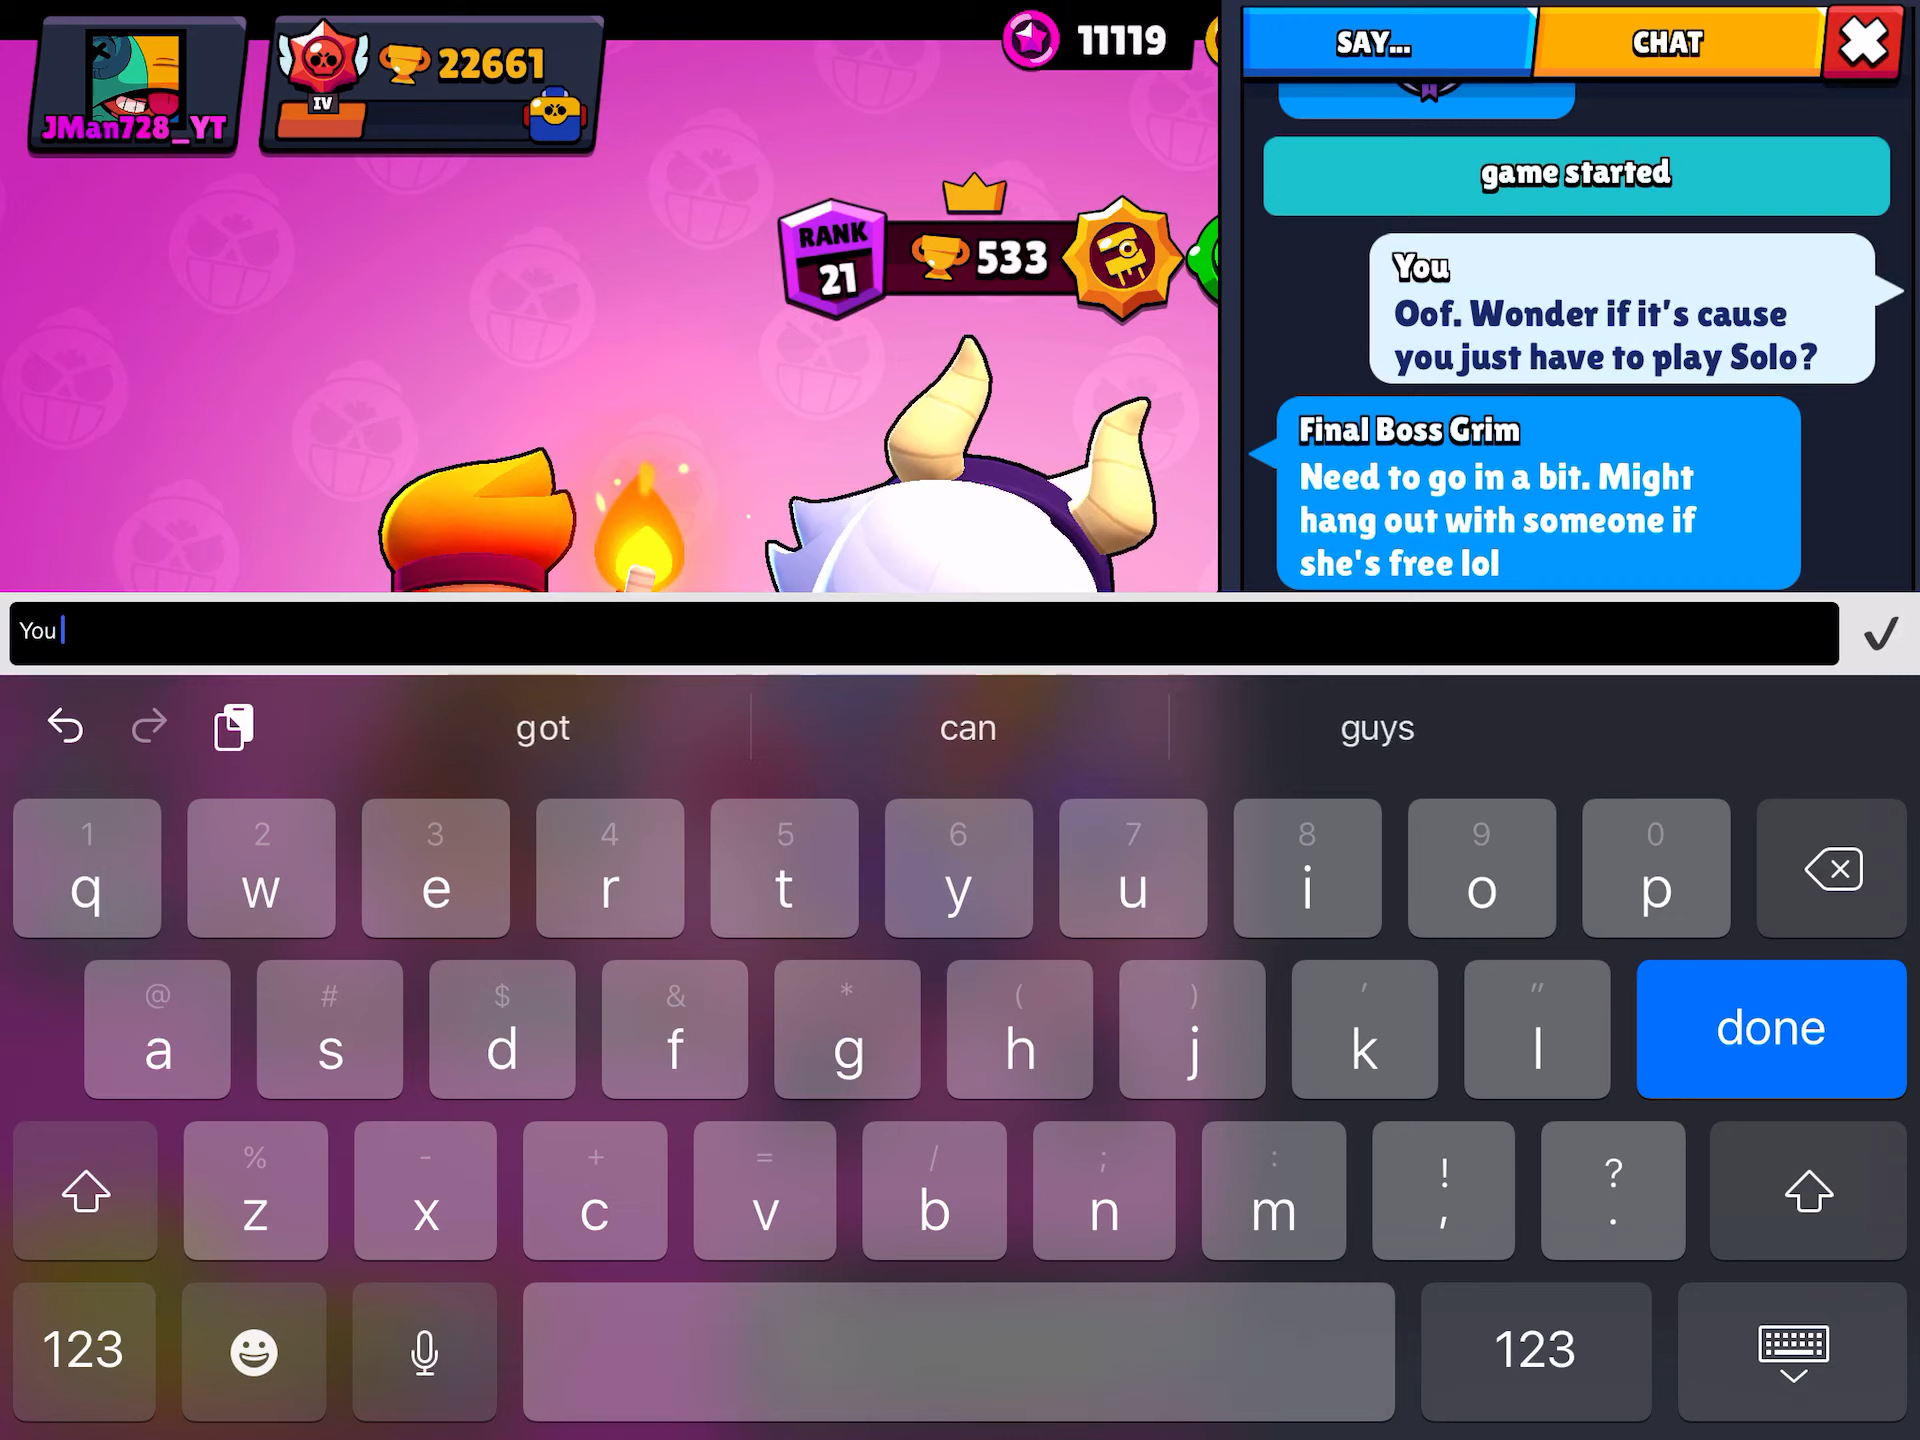 JMan728_YT
IV
22661
11119
SAY...
CHAT
game started
RANK
21
533
You
Oof. Wonder if it's cause
you just have to play Solo?
Final Boss Grim
Need to go in a bit. Might
hang out with someone if
she's free lol
You
got can guys
1 2 3 4 5 6 7 8 9 0
q w e r t y u i o p
@ # $ & * ( ) ' "
a s d f g h j k l done
% - + = / ; : ! ?
z x c v b n m , .
123 123